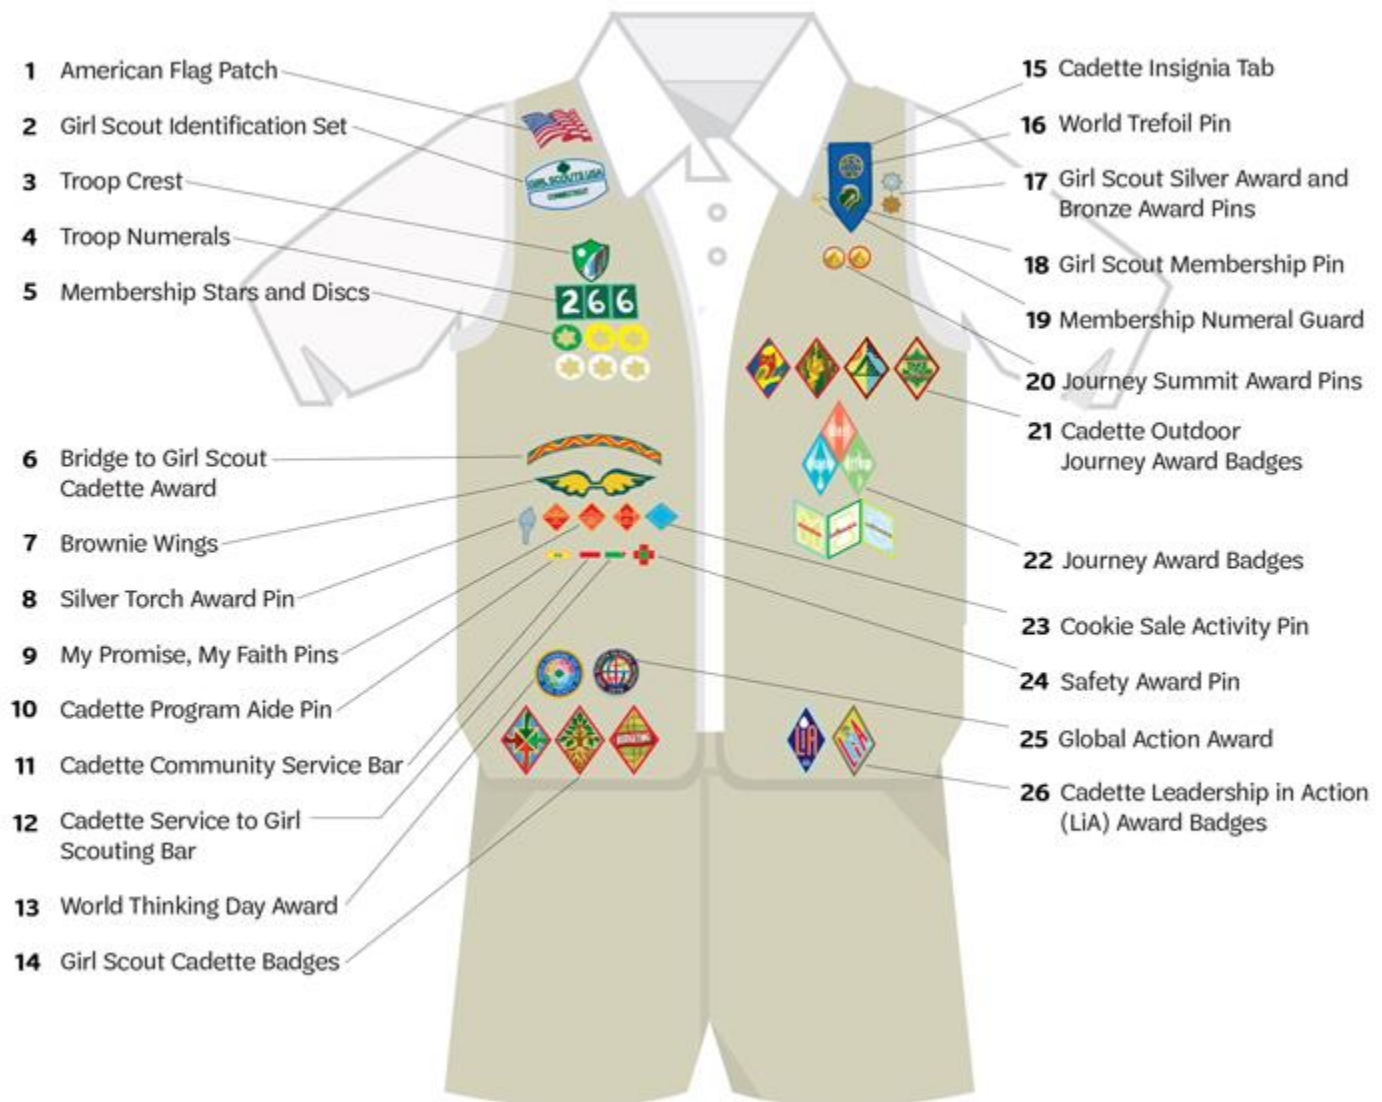 1 American Flag Patch
2 Girl Scout Identification Set
3 Troop Crest
4 Troop Numerals
5 Membership Stars and Discs
6 Bridge to Girl Scout
Cadette Award
7 Brownie Wings
8 Silver Torch Award Pin
9 My Promise, My Faith Pins
10 Cadette Program Aide Pin
11 Cadette Community Service Bar
12 Cadette Service to Girl
Scouting Bar
13 World Thinking Day Award
14 Girl Scout Cadette Badges
GIRL SCOUTS USA
CONNECTICUT
266
LiA
15 Cadette Insignia Tab
16 World Trefoil Pin
17 Girl Scout Silver Award and
Bronze Award Pins
18 Girl Scout Membership Pin
19 Membership Numeral Guard
20 Journey Summit Award Pins
21 Cadette Outdoor
Journey Award Badges
22 Journey Award Badges
23 Cookie Sale Activity Pin
24 Safety Award Pin
25 Global Action Award
26 Cadette Leadership in Action
(LiA) Award Badges